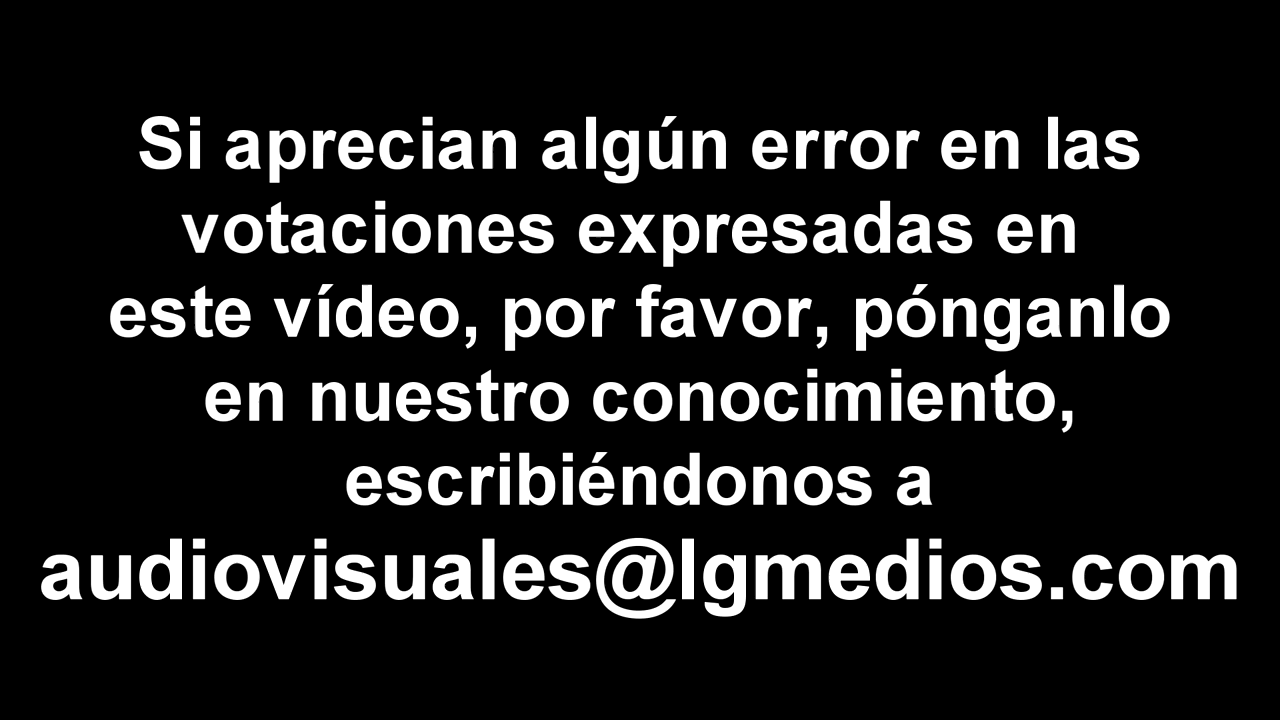 Si aprecian algún error en las
votaciones expresadas en
este vídeo, por favor, pónganlo
en nuestro conocimiento,
escribiéndonos a
audiovisuales@lgmedios.com